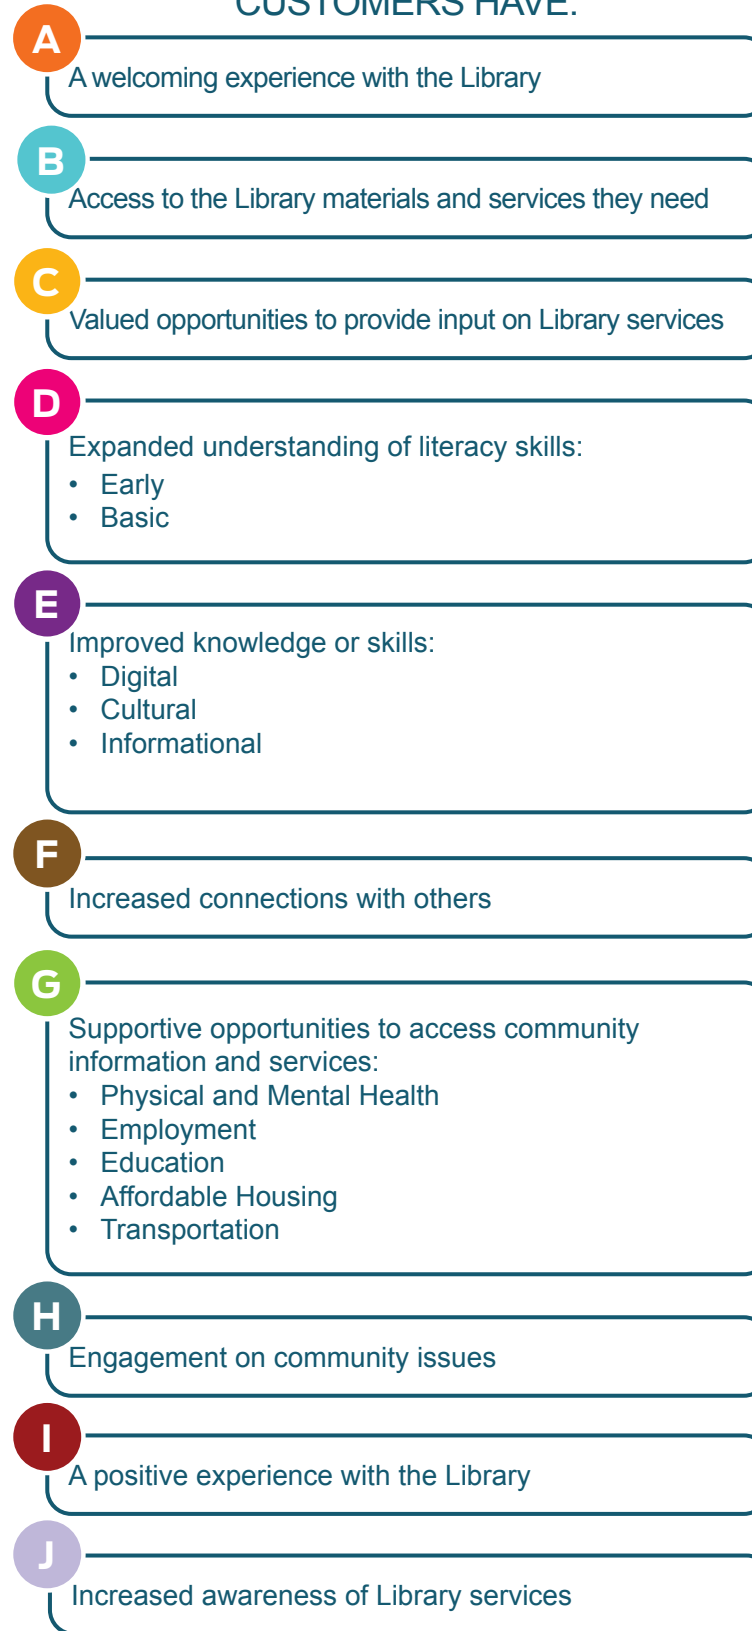 CUSTOMERS HAVE:
A
A welcoming experience with the Library
B
Access to the Library materials and services they need
C
Valued opportunities to provide input on Library services
D
Expanded understanding of literacy skills:
• Early
• Basic
E
Improved knowledge or skills:
• Digital
• Cultural
• Informational
F
Increased connections with others
G
Supportive opportunities to access community
information and services:
• Physical and Mental Health
• Employment
• Education
• Affordable Housing
• Transportation
H
Engagement on community issues
I
A positive experience with the Library
J
Increased awareness of Library services